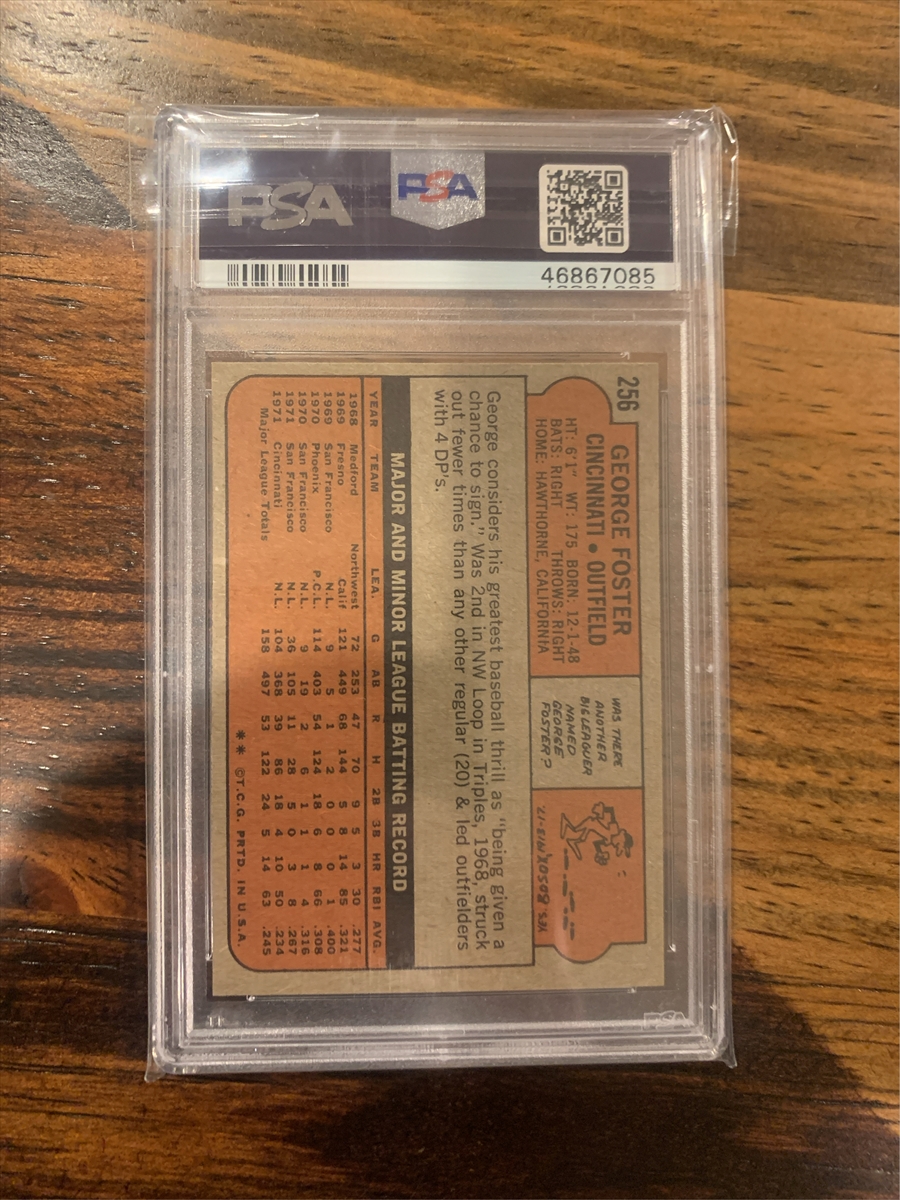 PSA
PSA
46867085
256
GEORGE FOSTER
CINCINNATI • OUTFIELD
HT: 6'1" WT: 175 BORN: 12-1-48
BATS: RIGHT THROWS: RIGHT
HOME: HAWTHORNE, CALIFORNIA
WAS THERE
ANOTHER
BIG LEAGUER
NAMED
GEORGE
FOSTER?
George considers his greatest baseball thrill as "being given a
chance to sign." Was 2nd in NW Loop in Triples, 1968, struck
out fewer times than any other regular (20) & led outfielders
with 4 DP's.
MAJOR AND MINOR LEAGUE BATTING RECORD
YEAR TEAM LEA. G AB R H 2B 3B HR RBI AVG.
1968 Medford Northwest 72 253 47 70 9 5 3 30 .277
1969 Fresno Calif 121 449 68 144 5 8 14 85 .321
1969 San Francisco N.L. 9 5 1 2 0 0 0 1 .400
1970 Phoenix P.C.L. 114 403 54 124 18 6 8 66 .308
1970 San Francisco N.L. 9 19 2 6 1 1 1 4 .316
1971 San Francisco N.L. 36 105 11 28 5 0 3 8 .267
1971 Cincinnati N.L. 104 368 39 86 18 4 10 50 .234
Major League Totals 158 497 53 122 24 5 14 63 .245
** ©T.C.G. PRTD. IN U.S.A.
PSA